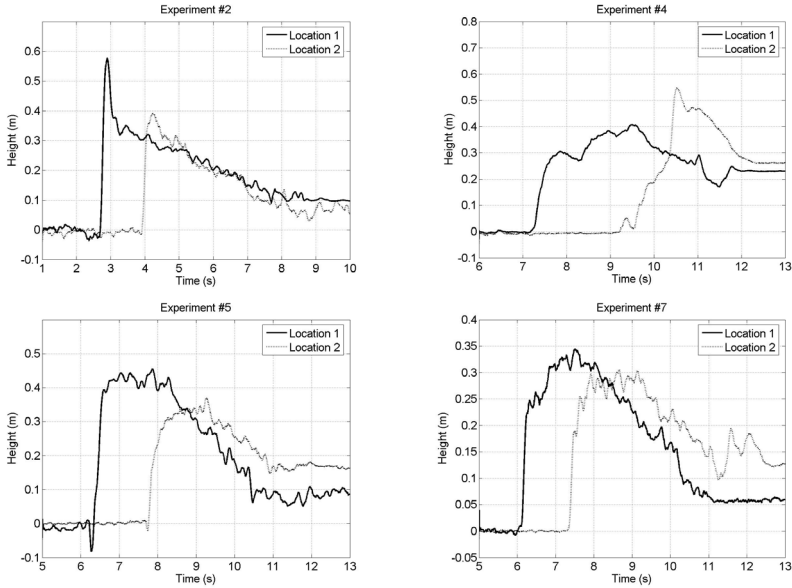 Experiment #2
Height (m)
0.6
0.5
0.4
0.3
0.2
0.1
0
-0.1
1 2 3 4 5 6 7 8 9 10
Time (s)
Location 1
Location 2
Experiment #4
Height (m)
0.8
0.7
0.6
0.5
0.4
0.3
0.2
0.1
0
-0.1
6 7 8 9 10 11 12 13
Time (s)
Location 1
Location 2
Experiment #5
Height (m)
0.5
0.4
0.3
0.2
0.1
0
-0.1
5 6 7 8 9 10 11 12 13
Time (s)
Location 1
Location 2
Experiment #7
Height (m)
0.4
0.35
0.3
0.25
0.2
0.15
0.1
0.05
0
-0.05
5 6 7 8 9 10 11 12 13
Time (s)
Location 1
Location 2